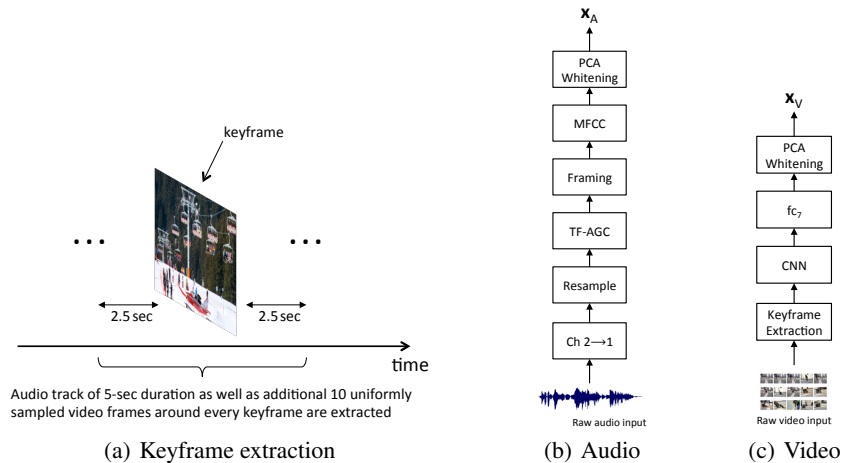 keyframe
...
...
2.5 sec
2.5 sec
time
Audio track of 5-sec duration as well as additional 10 uniformly
sampled video frames around every keyframe are extracted
(a) Keyframe extraction
x_A
PCA
Whitening
MFCC
Framing
TF-AGC
Resample
Ch 2→1
Raw audio input
(b) Audio
x_V
PCA
Whitening
fc₇
CNN
Keyframe
Extraction
Raw video input
(c) Video